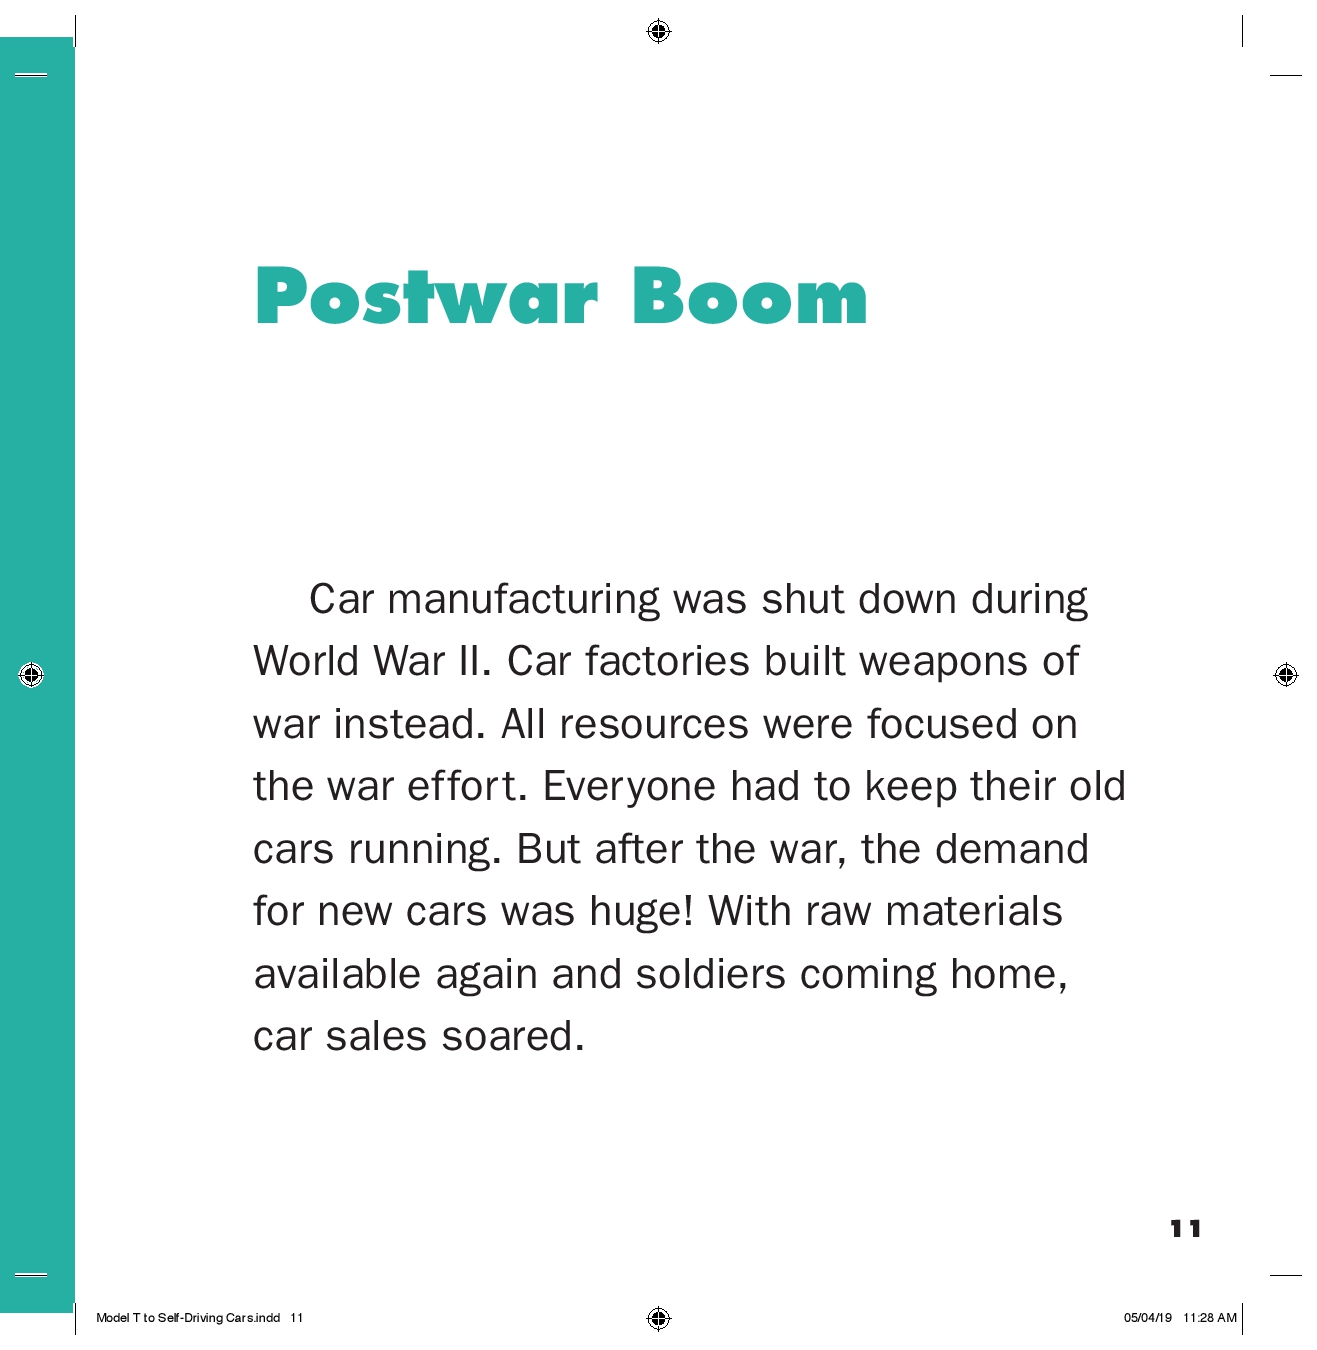 Postwar Boom
Car manufacturing was shut down during
World War II. Car factories built weapons of
war instead. All resources were focused on
the war effort. Everyone had to keep their old
cars running. But after the war, the demand
for new cars was huge! With raw materials
available again and soldiers coming home,
car sales soared.
11
Model T to Self-Driving Cars.indd   11
05/04/19   11:28 AM